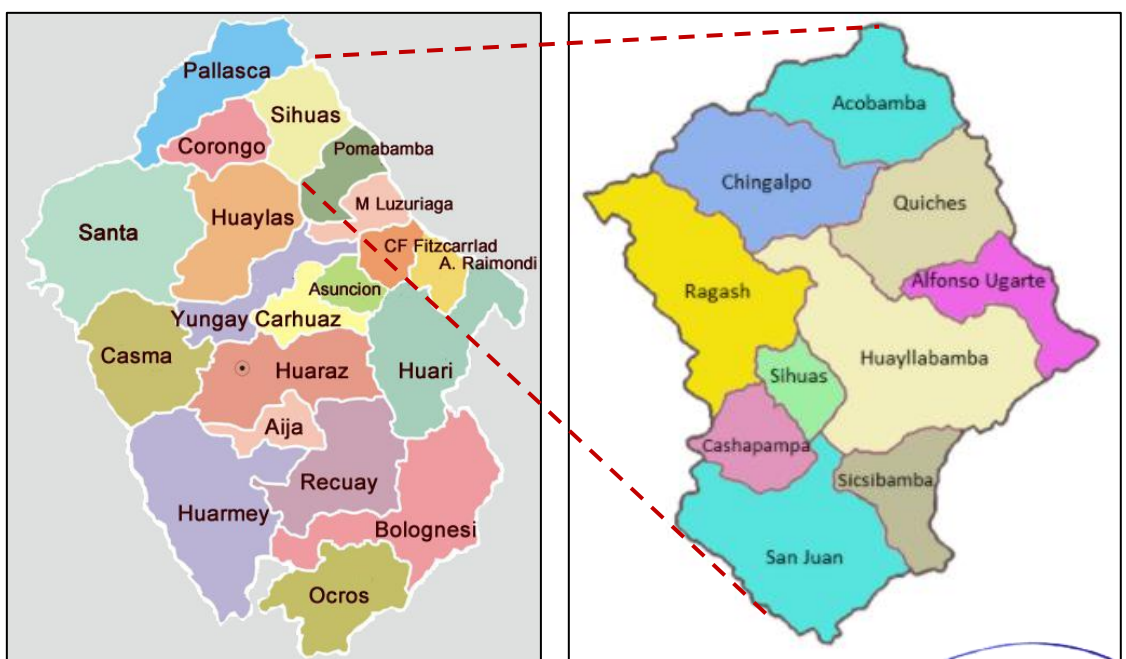 Pallasca
Sihuas
Corongo
Pomabamba
M Luzuriaga
Huaylas
Santa
CF Fitzcarrlad
A. Raimondi
Asuncion
Yungay
Carhuaz
Casma
Huaraz
Huari
Aija
Recuay
Huarmey
Bolognesi
Ocros
Acobamba
Chingalpo
Quiches
Alfonso Ugarte
Ragash
Huayllabamba
Sihuas
Cashapampa
Sicsibamba
San Juan